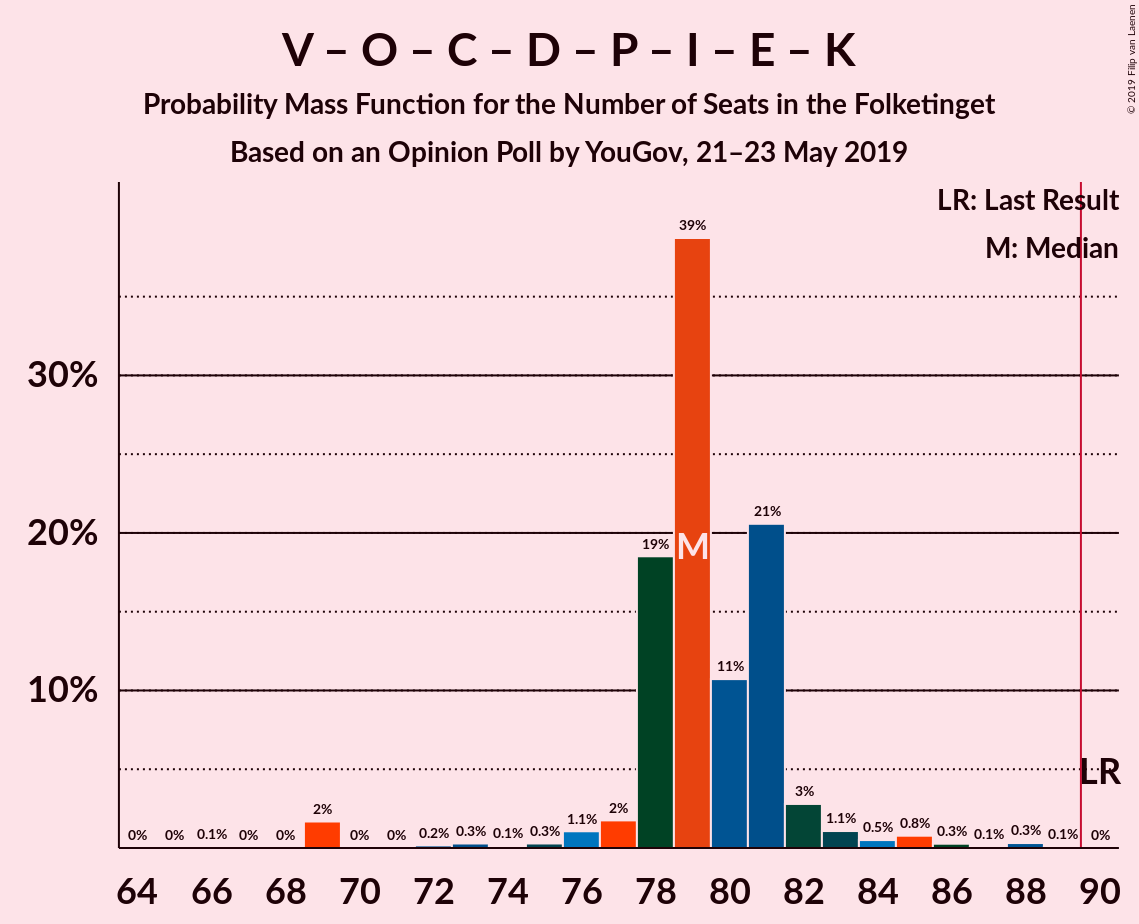 V – O – C – D – P – I – E – K
Probability Mass Function for the Number of Seats in the Folketinget
Based on an Opinion Poll by YouGov, 21–23 May 2019
© 2019 Filip van Laenen
LR: Last Result
M: Median
39%
30%
21%
20%
19%
M
11%
10%
LR
3%
2%
2%
1.1%
1.1%
0% 0% 0.1% 0% 0% 0% 0% 0.2% 0.3% 0.1% 0.3% 0.5% 0.8% 0.3% 0.1% 0.3% 0.1% 0%
64 66 68 70 72 74 76 78 80 82 84 86 88 90